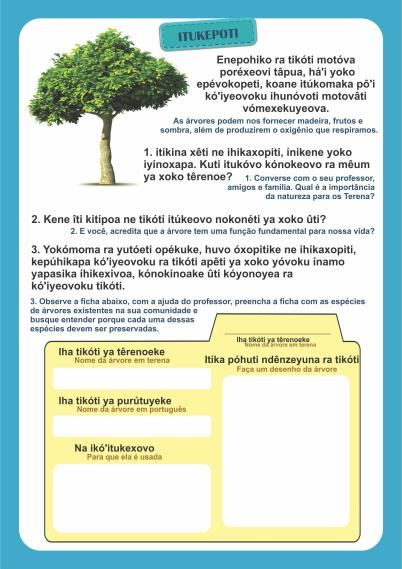 ITUKEPOTI
Enepohiko ra tikóti motóva
poréxeovi tâpua, há'i yoko
epévokopeti, koane itúkomaka pô'i
kó'iyeovoku ihunóvoti motovâti
vómexekuyeova.
As árvores podem nos fornecer madeira, frutos e
sombra, além de produzirem o oxigênio que respiramos.
1. itíkina xêti ne ihikaxopiti, ínikene yoko
iyínoxapa. Kuti itukóvo kónokeovo ra mêum
ya xoko têrenoe? 1. Converse com o seu professor,
amigos e família. Qual é a importância
da natureza para os Terena?
2. Kene îti kitípoa ne tikóti itúkeovo nokonéti ya xoko ûti?
2. E você, acredita que a árvore tem uma função fundamental para nossa vida?
3. Yokómoma ra yutóeti opékuke, huvo óxopitike ne ihikaxopiti,
kepúhikapa kó'iyeovoku ra tikóti apêti ya xoko yóvoku ínamo
yapasika íhikexivoa, kónokinoake ûti kóyonoyea ra
kó'iyeovoku tikóti.
3. Observe a ficha abaixo, com a ajuda do professor, preencha a ficha com as espécies
de árvores existentes na sua comunidade e
busque entender porque cada uma dessas
espécies devem ser preservadas.
Iha tikóti ya têrenoeke
Nome da árvore em terena
Iha tikóti ya têrenoeke
Nome da árvore em terena
Itika póhuti ndênzeyuna ra tikóti
Faça um desenho da árvore
Iha tikóti ya purútuyeke
Nome da árvore em português
Na ikó'itukexovo
Para que ela é usada